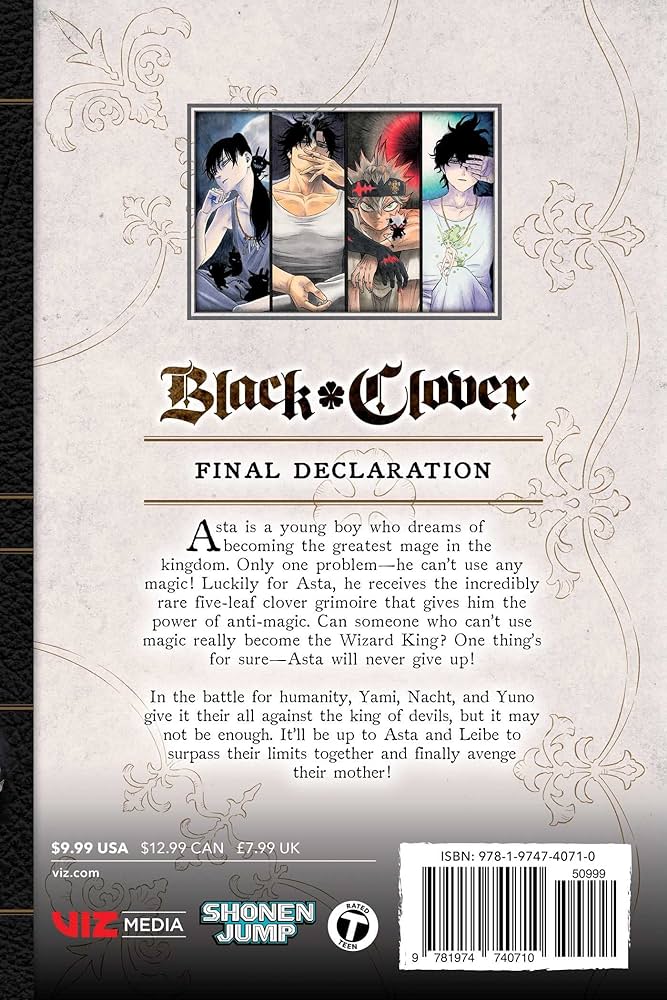 Black Clover
FINAL DECLARATION
Asta is a young boy who dreams of
becoming the greatest mage in the
kingdom. Only one problem—he can't use any
magic! Luckily for Asta, he receives the incredibly
rare five-leaf clover grimoire that gives him the
power of anti-magic. Can someone who can't use
magic really become the Wizard King? One thing's
for sure—Asta will never give up!
In the battle for humanity, Yami, Nacht, and Yuno
give it their all against the king of devils, but it may
not be enough. It'll be up to Asta and Leibe to
surpass their limits together and finally avenge
their mother!
$9.99 USA $12.99 CAN £7.99 UK
viz.com
VIZ MEDIA
SHONEN
JUMP
RATED
T
TEEN
ISBN: 978-1-9747-4071-0
50999
9 781974 740710